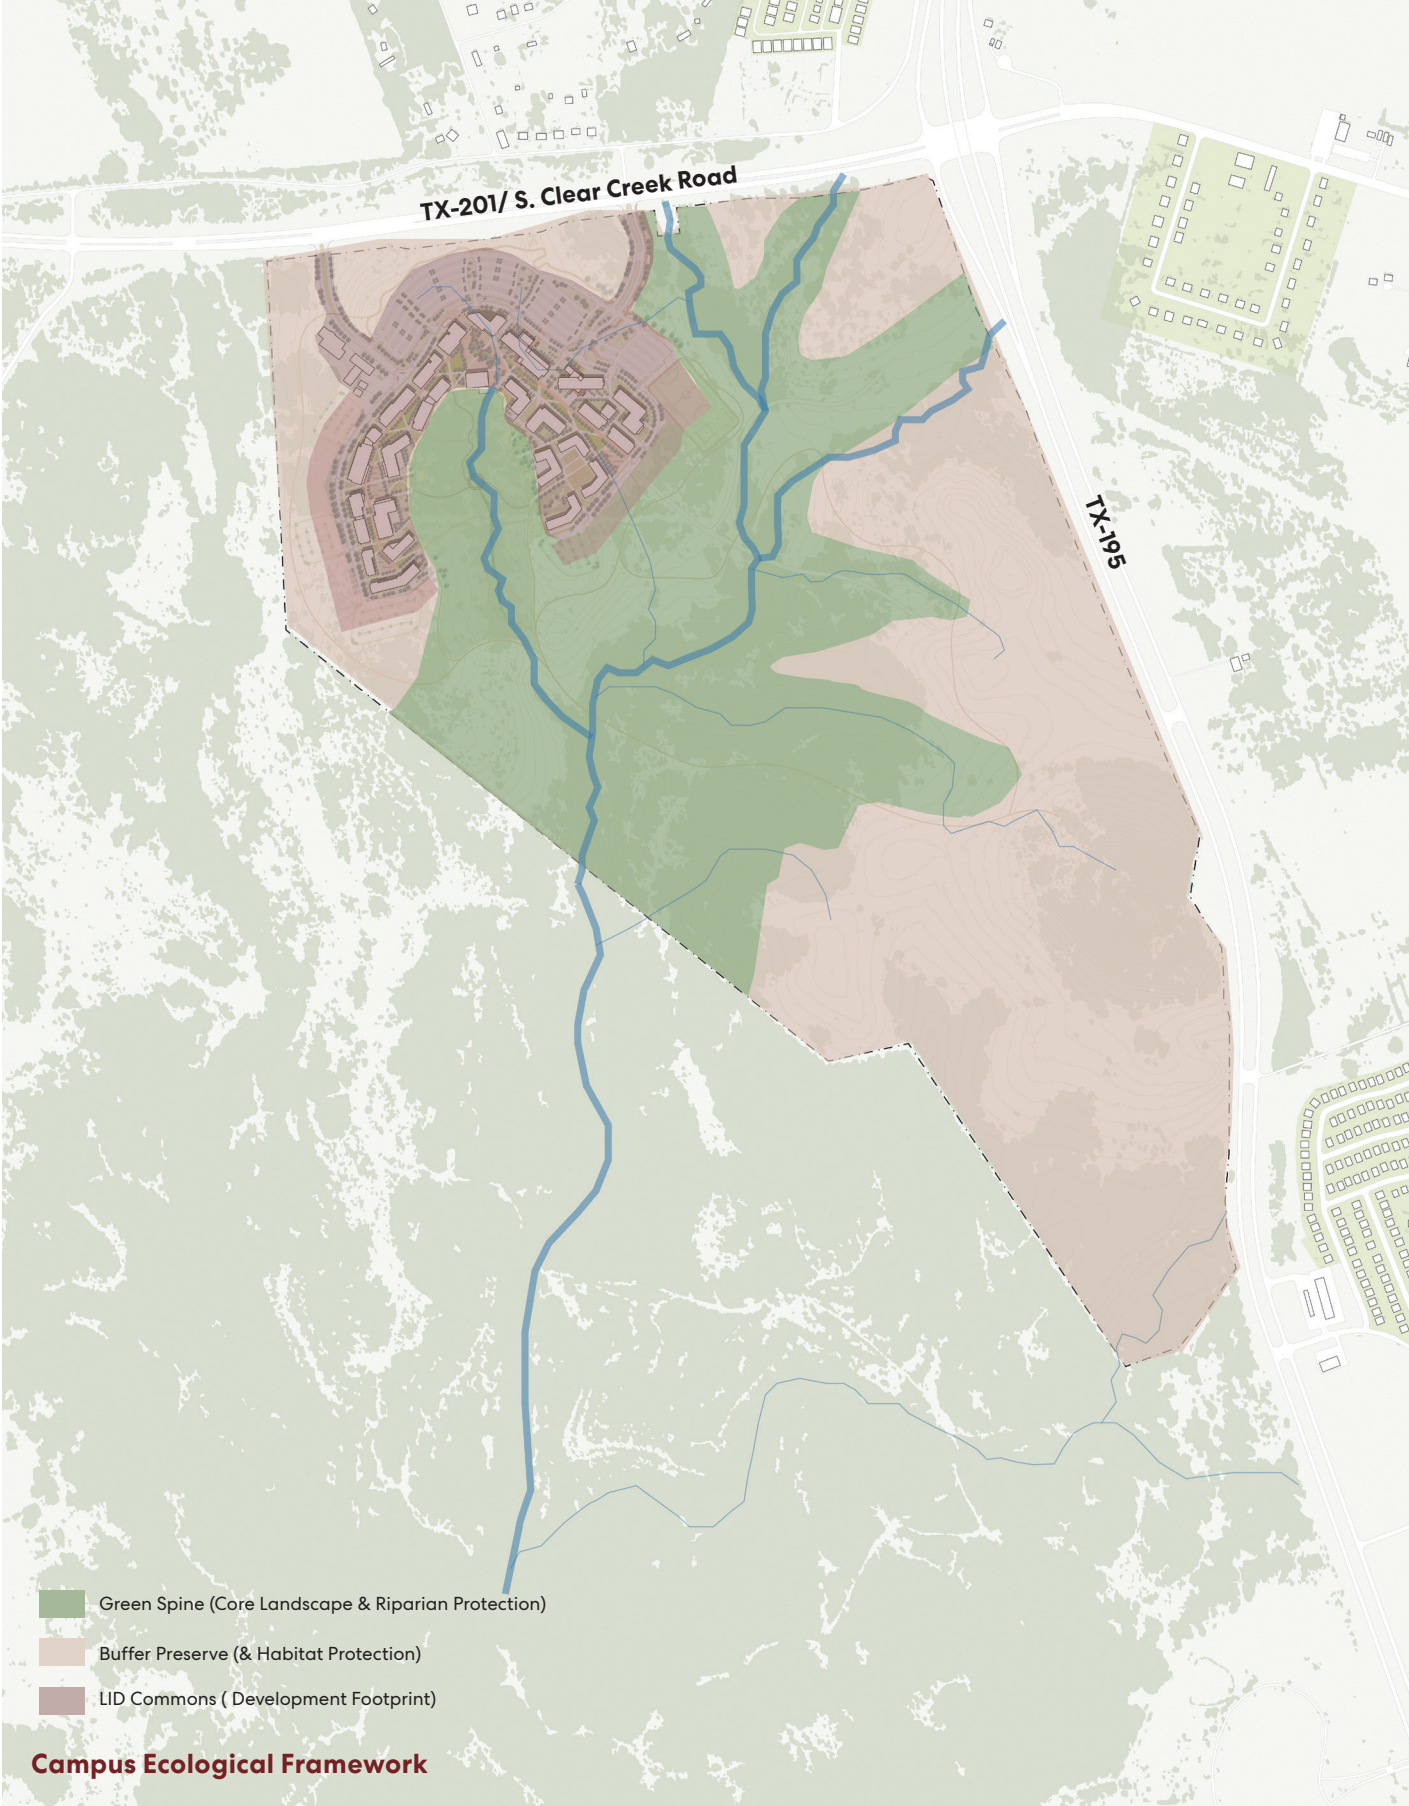 TX-201/ S. Clear Creek Road
TX-195
Green Spine (Core Landscape & Riparian Protection)
Buffer Preserve (& Habitat Protection)
LID Commons ( Development Footprint)
Campus Ecological Framework